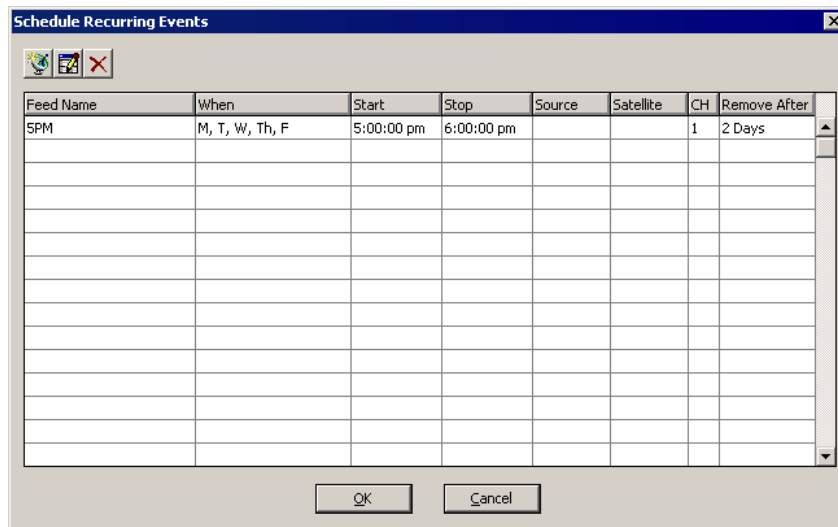 Schedule Recurring Events
Feed Name When Start Stop Source Satellite CH Remove After
5PM M, T, W, Th, F 5:00:00 pm 6:00:00 pm 1 2 Days
OK Cancel